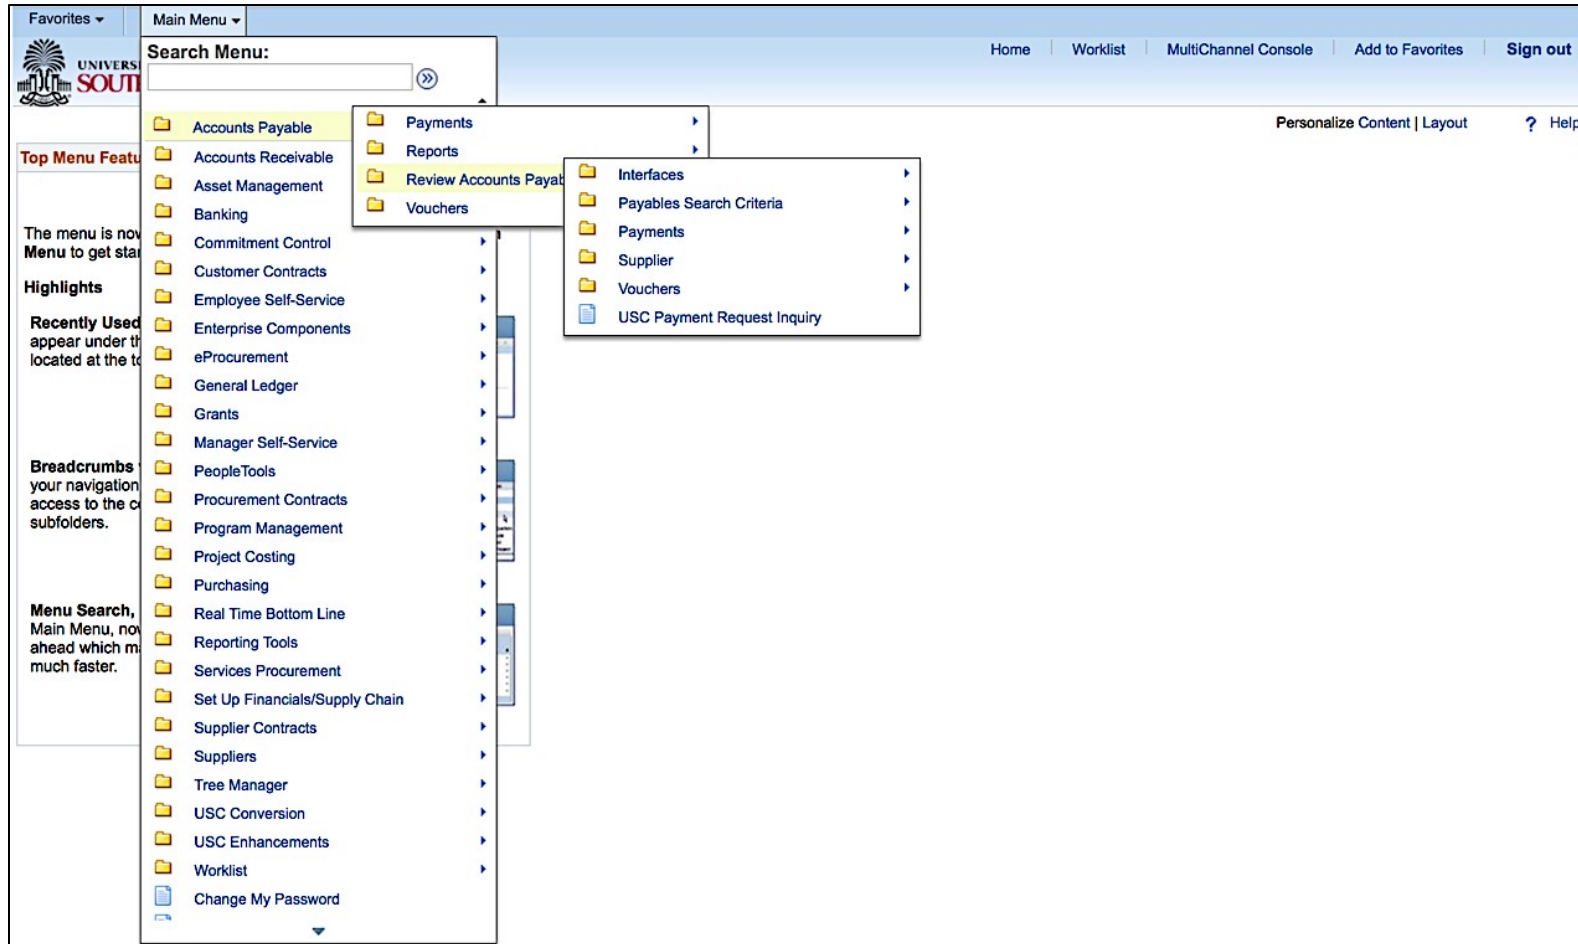 Favorites Main Menu
Search Menu:
Home Worklist MultiChannel Console Add to Favorites Sign out
SOUT
Personalize Content | Layout ? Help
Top Menu Featu
The menu is nov
Menu to get star
Highlights
Recently Used
appear under th
located at the to
Breadcrumbs
your navigation
access to the co
subfolders.
Menu Search,
Main Menu, nov
ahead which ma
much faster.
Accounts Payable
Accounts Receivable
Asset Management
Banking
Commitment Control
Customer Contracts
Employee Self-Service
Enterprise Components
eProcurement
General Ledger
Grants
Manager Self-Service
PeopleTools
Procurement Contracts
Program Management
Project Costing
Purchasing
Real Time Bottom Line
Reporting Tools
Services Procurement
Set Up Financials/Supply Chain
Supplier Contracts
Suppliers
Tree Manager
USC Conversion
USC Enhancements
Worklist
Change My Password
Payments
Reports
Review Accounts Payab
Vouchers
Interfaces
Payables Search Criteria
Payments
Supplier
Vouchers
USC Payment Request Inquiry